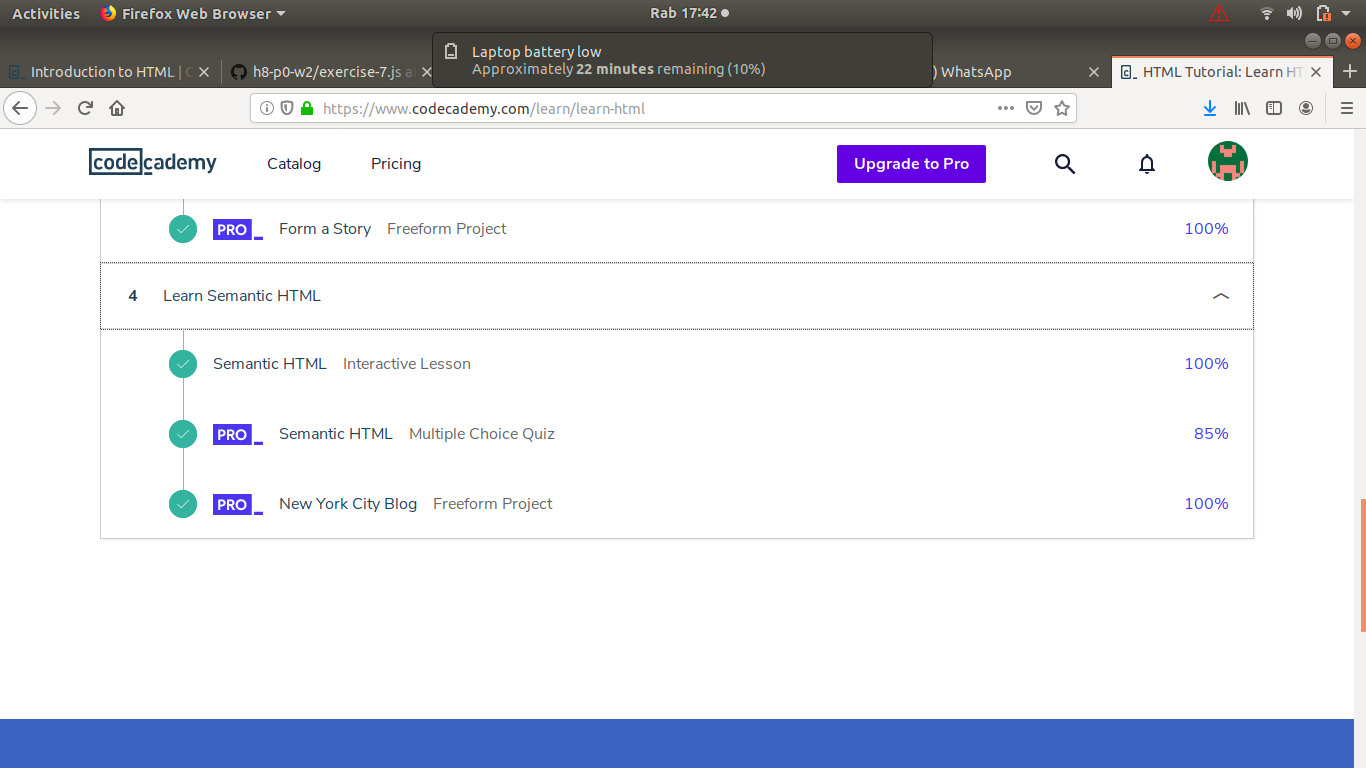 Activities Firefox Web Browser Rab 17:42
Laptop battery low
Approximately 22 minutes remaining (10%)
Introduction to HTML | C h8-p0-w2/exercise-7.js a ) WhatsApp HTML Tutorial: Learn HT
https://www.codecademy.com/learn/learn-html
codecademy Catalog Pricing Upgrade to Pro
PRO Form a Story Freeform Project 100%
4 Learn Semantic HTML
Semantic HTML Interactive Lesson 100%
PRO Semantic HTML Multiple Choice Quiz 85%
PRO New York City Blog Freeform Project 100%